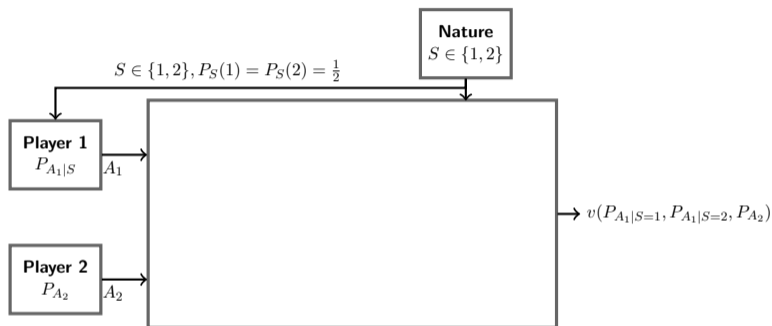 Nature
S ∈ {1, 2}
S ∈ {1, 2}, P_S(1) = P_S(2) = 1/2
Player 1
P_{A_1|S}
A_1
v(P_{A_1|S=1}, P_{A_1|S=2}, P_{A_2})
Player 2
P_{A_2}
A_2